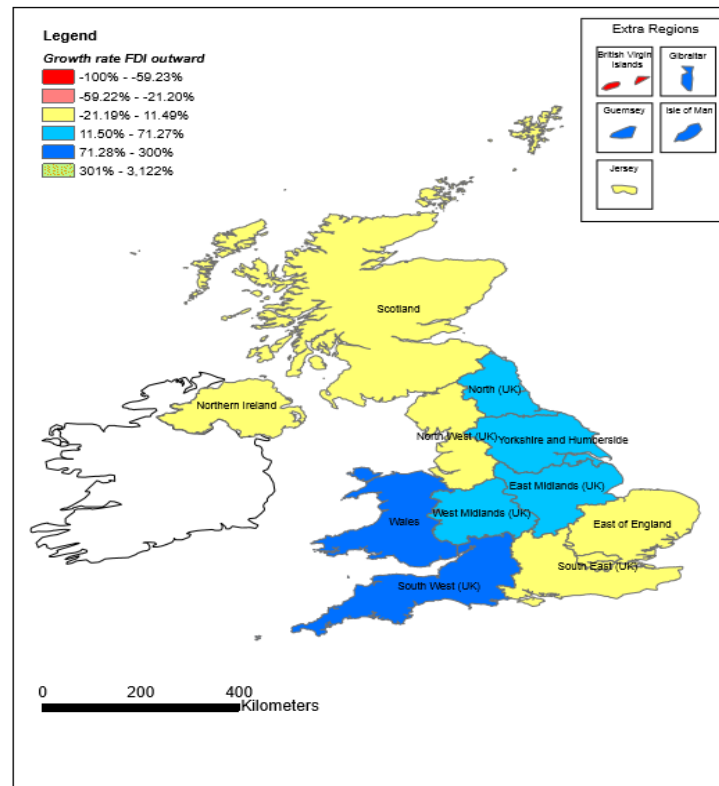 Legend
Growth rate FDI outward
-100% - -59.23%
-59.22% - -21.20%
-21.19% - 11.49%
11.50% - 71.27%
71.28% - 300%
301% - 3,122%
Extra Regions
British Virgin
Islands
Gibraltar
Guernsey
Isle of Man
Jersey
Scotland
North (UK)
Northern Ireland
North West (UK)
Yorkshire and Humberside
East Midlands (UK)
West Midlands (UK)
Wales
East of England
South East (UK)
South West (UK)
0 200 400
Kilometers